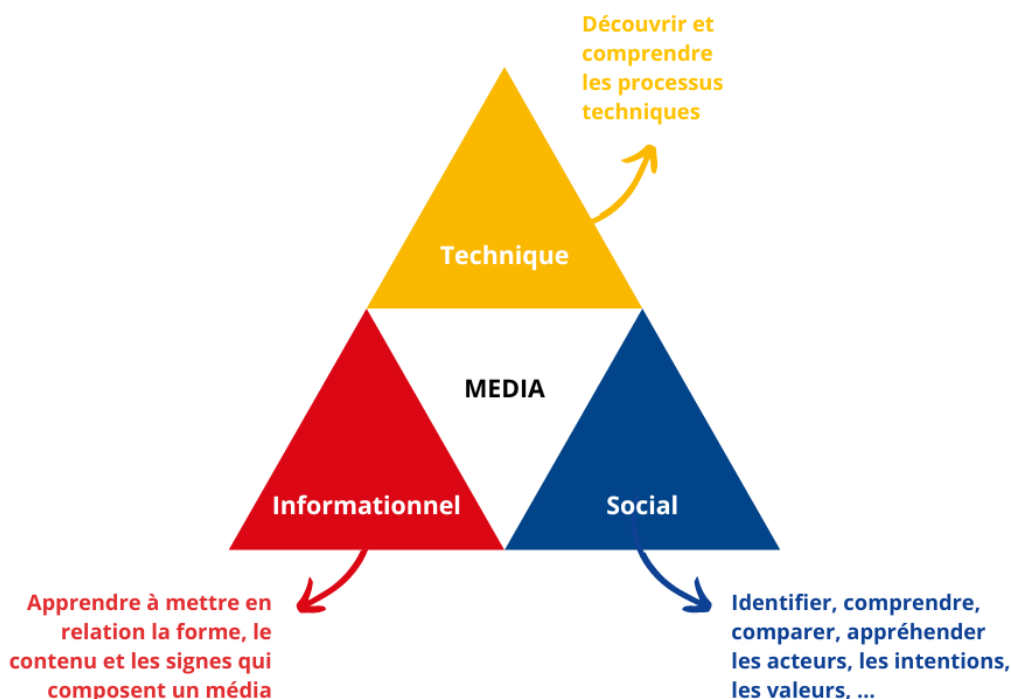 Découvrir et
comprendre
les processus
techniques
Technique
MEDIA
Informationnel
Social
Apprendre à mettre en
relation la forme, le
contenu et les signes qui
composent un média
Identifier, comprendre,
comparer, appréhender
les acteurs, les intentions,
les valeurs, ...